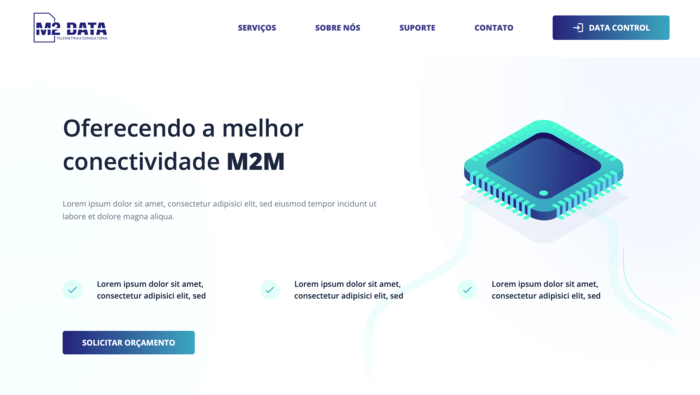 M2 DATA
TELEMETRIA E CONSULTORIA
SERVIÇOS
SOBRE NÓS
SUPORTE
CONTATO
DATA CONTROL
Oferecendo a melhor
conectividade M2M
Lorem ipsum dolor sit amet, consectetur adipisici elit, sed eiusmod tempor incidunt ut
labore et dolore magna aliqua.
Lorem ipsum dolor sit amet,
consectetur adipisici elit, sed
Lorem ipsum dolor sit amet,
consectetur adipisici elit, sed
Lorem ipsum dolor sit amet,
consectetur adipisici elit, sed
SOLICITAR ORÇAMENTO